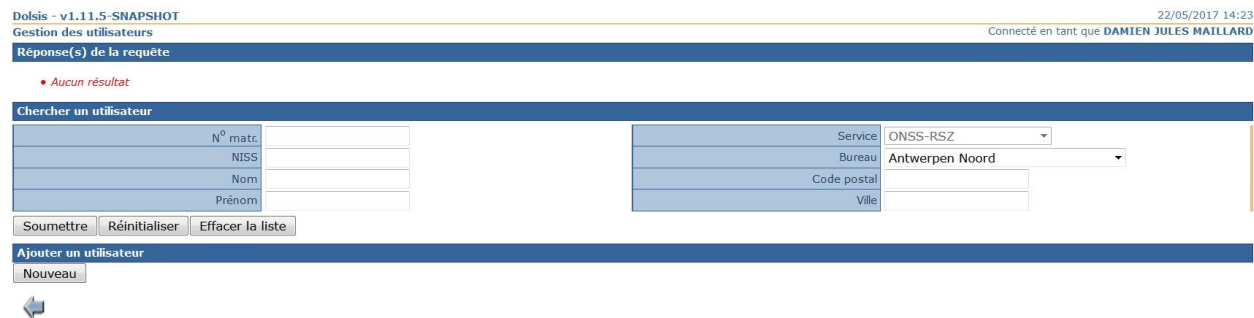 Dolsis - v1.11.5-SNAPSHOT 22/05/2017 14:23
Gestion des utilisateurs Connecté en tant que DAMIEN JULES MAILLARD
Réponse(s) de la requête
• Aucun résultat
Chercher un utilisateur
N° matr. Service ONSS-RSZ
NISS Bureau Antwerpen Noord
Nom Code postal
Prénom Ville
Soumettre Réinitialiser Effacer la liste
Ajouter un utilisateur
Nouveau